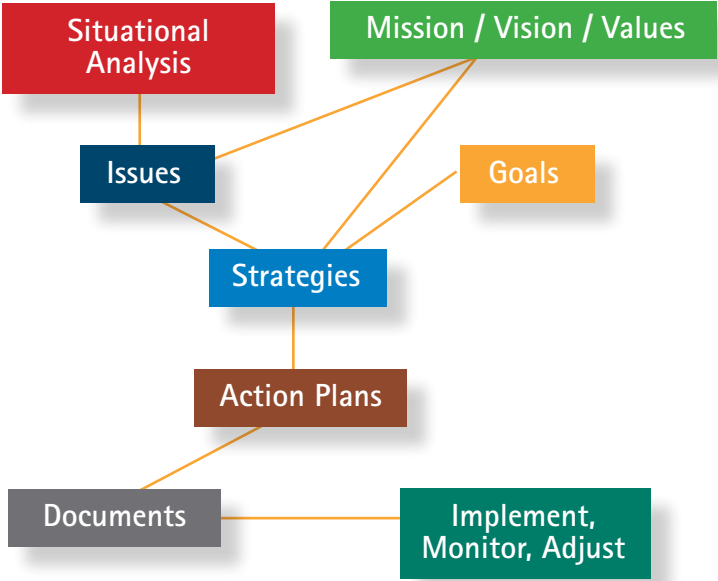 Situational
Analysis
Mission / Vision / Values
Issues
Goals
Strategies
Action Plans
Documents
Implement,
Monitor, Adjust